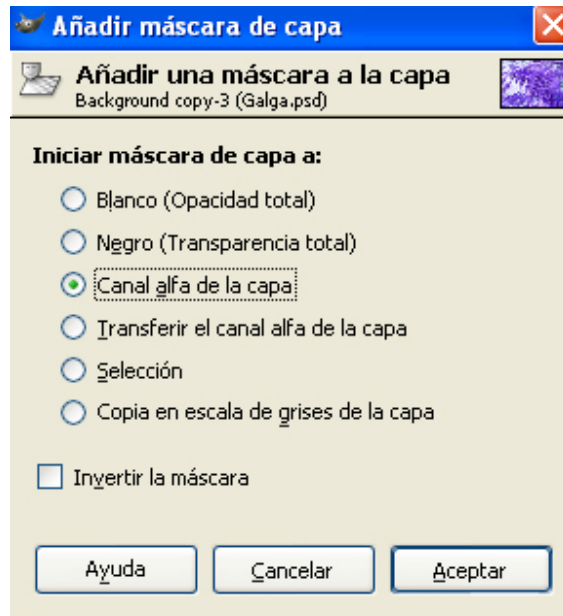 Añadir máscara de capa
Añadir una máscara a la capa
Background copy-3 (Galga.psd)
Iniciar máscara de capa a:
Blanco (Opacidad total)
Negro (Transparencia total)
Canal alfa de la capa
Transferir el canal alfa de la capa
Selección
Copia en escala de grises de la capa
Invertir la máscara
Ayuda
Cancelar
Aceptar